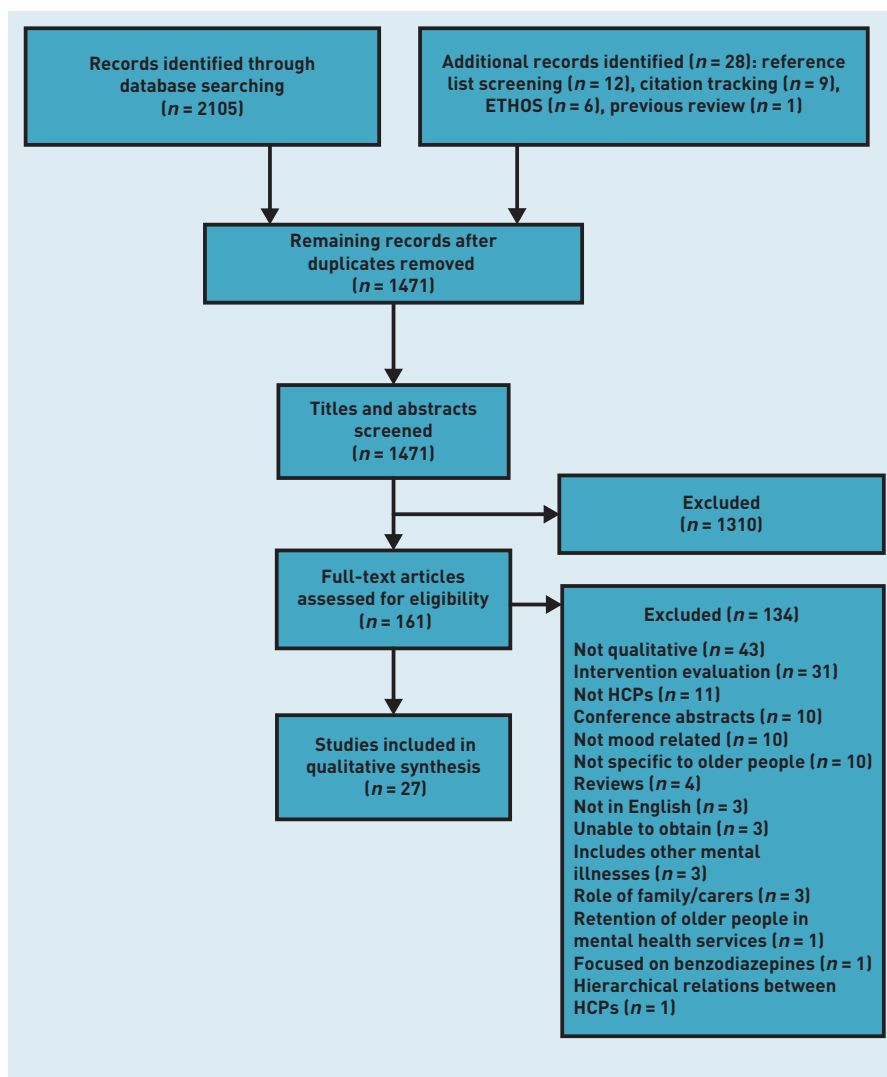 Records identified through
database searching
(n = 2105)
Additional records identified (n = 28): reference
list screening (n = 12), citation tracking (n = 9),
ETHOS (n = 6), previous review (n = 1)
Remaining records after
duplicates removed
(n = 1471)
Titles and abstracts
screened
(n = 1471)
Excluded
(n = 1310)
Full-text articles
assessed for eligibility
(n = 161)
Excluded (n = 134)
Not qualitative (n = 43)
Intervention evaluation (n = 31)
Not HCPs (n = 11)
Conference abstracts (n = 10)
Not mood related (n = 10)
Not specific to older people (n = 10)
Reviews (n = 4)
Not in English (n = 3)
Unable to obtain (n = 3)
Includes other mental
illnesses (n = 3)
Role of family/carers (n = 3)
Retention of older people in
mental health services (n = 1)
Focused on benzodiazepines (n = 1)
Hierarchical relations between
HCPs (n = 1)
Studies included in
qualitative synthesis
(n = 27)